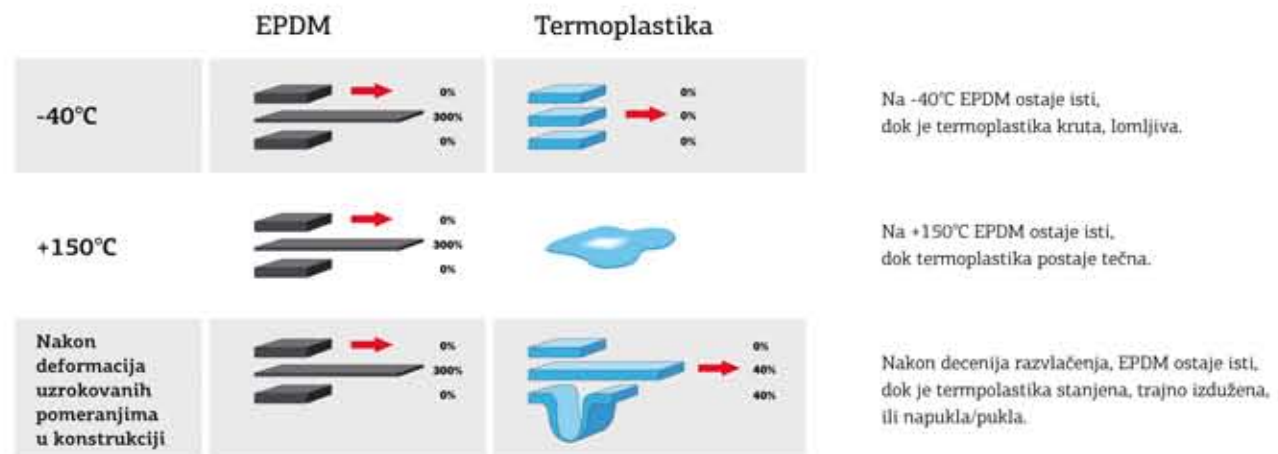 EPDM
Termoplastika
-40°C
0%
300%
0%
0%
0%
0%
Na -40°C EPDM ostaje isti,
dok je termoplastika kruta, lomljiva.
+150°C
0%
300%
0%
Na +150°C EPDM ostaje isti,
dok termoplastika postaje tečna.
Nakon
deformacija
uzrokovanih
pomeranjima
u konstrukciji
0%
300%
0%
0%
40%
40%
Nakon decenija razvlačenja, EPDM ostaje isti,
dok je termpolastika stanjena, trajno izdužena,
ili napukla/pukla.